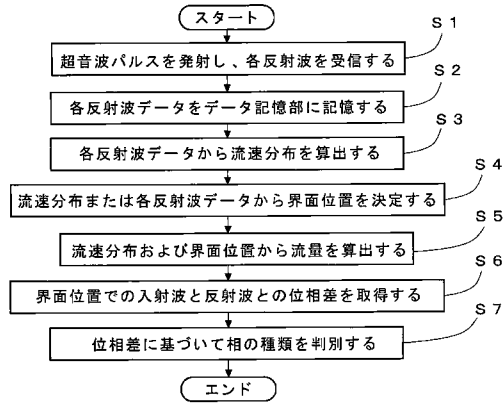 スタート
S1
超音波パルスを発射し、各反射波を受信する
S2
各反射波データをデータ記憶部に記憶する
S3
各反射波データから流速分布を算出する
S4
流速分布または各反射波データから界面位置を決定する
S5
流速分布および界面位置から流量を算出する
S6
界面位置での入射波と反射波との位相差を取得する
S7
位相差に基づいて相の種類を判別する
エンド